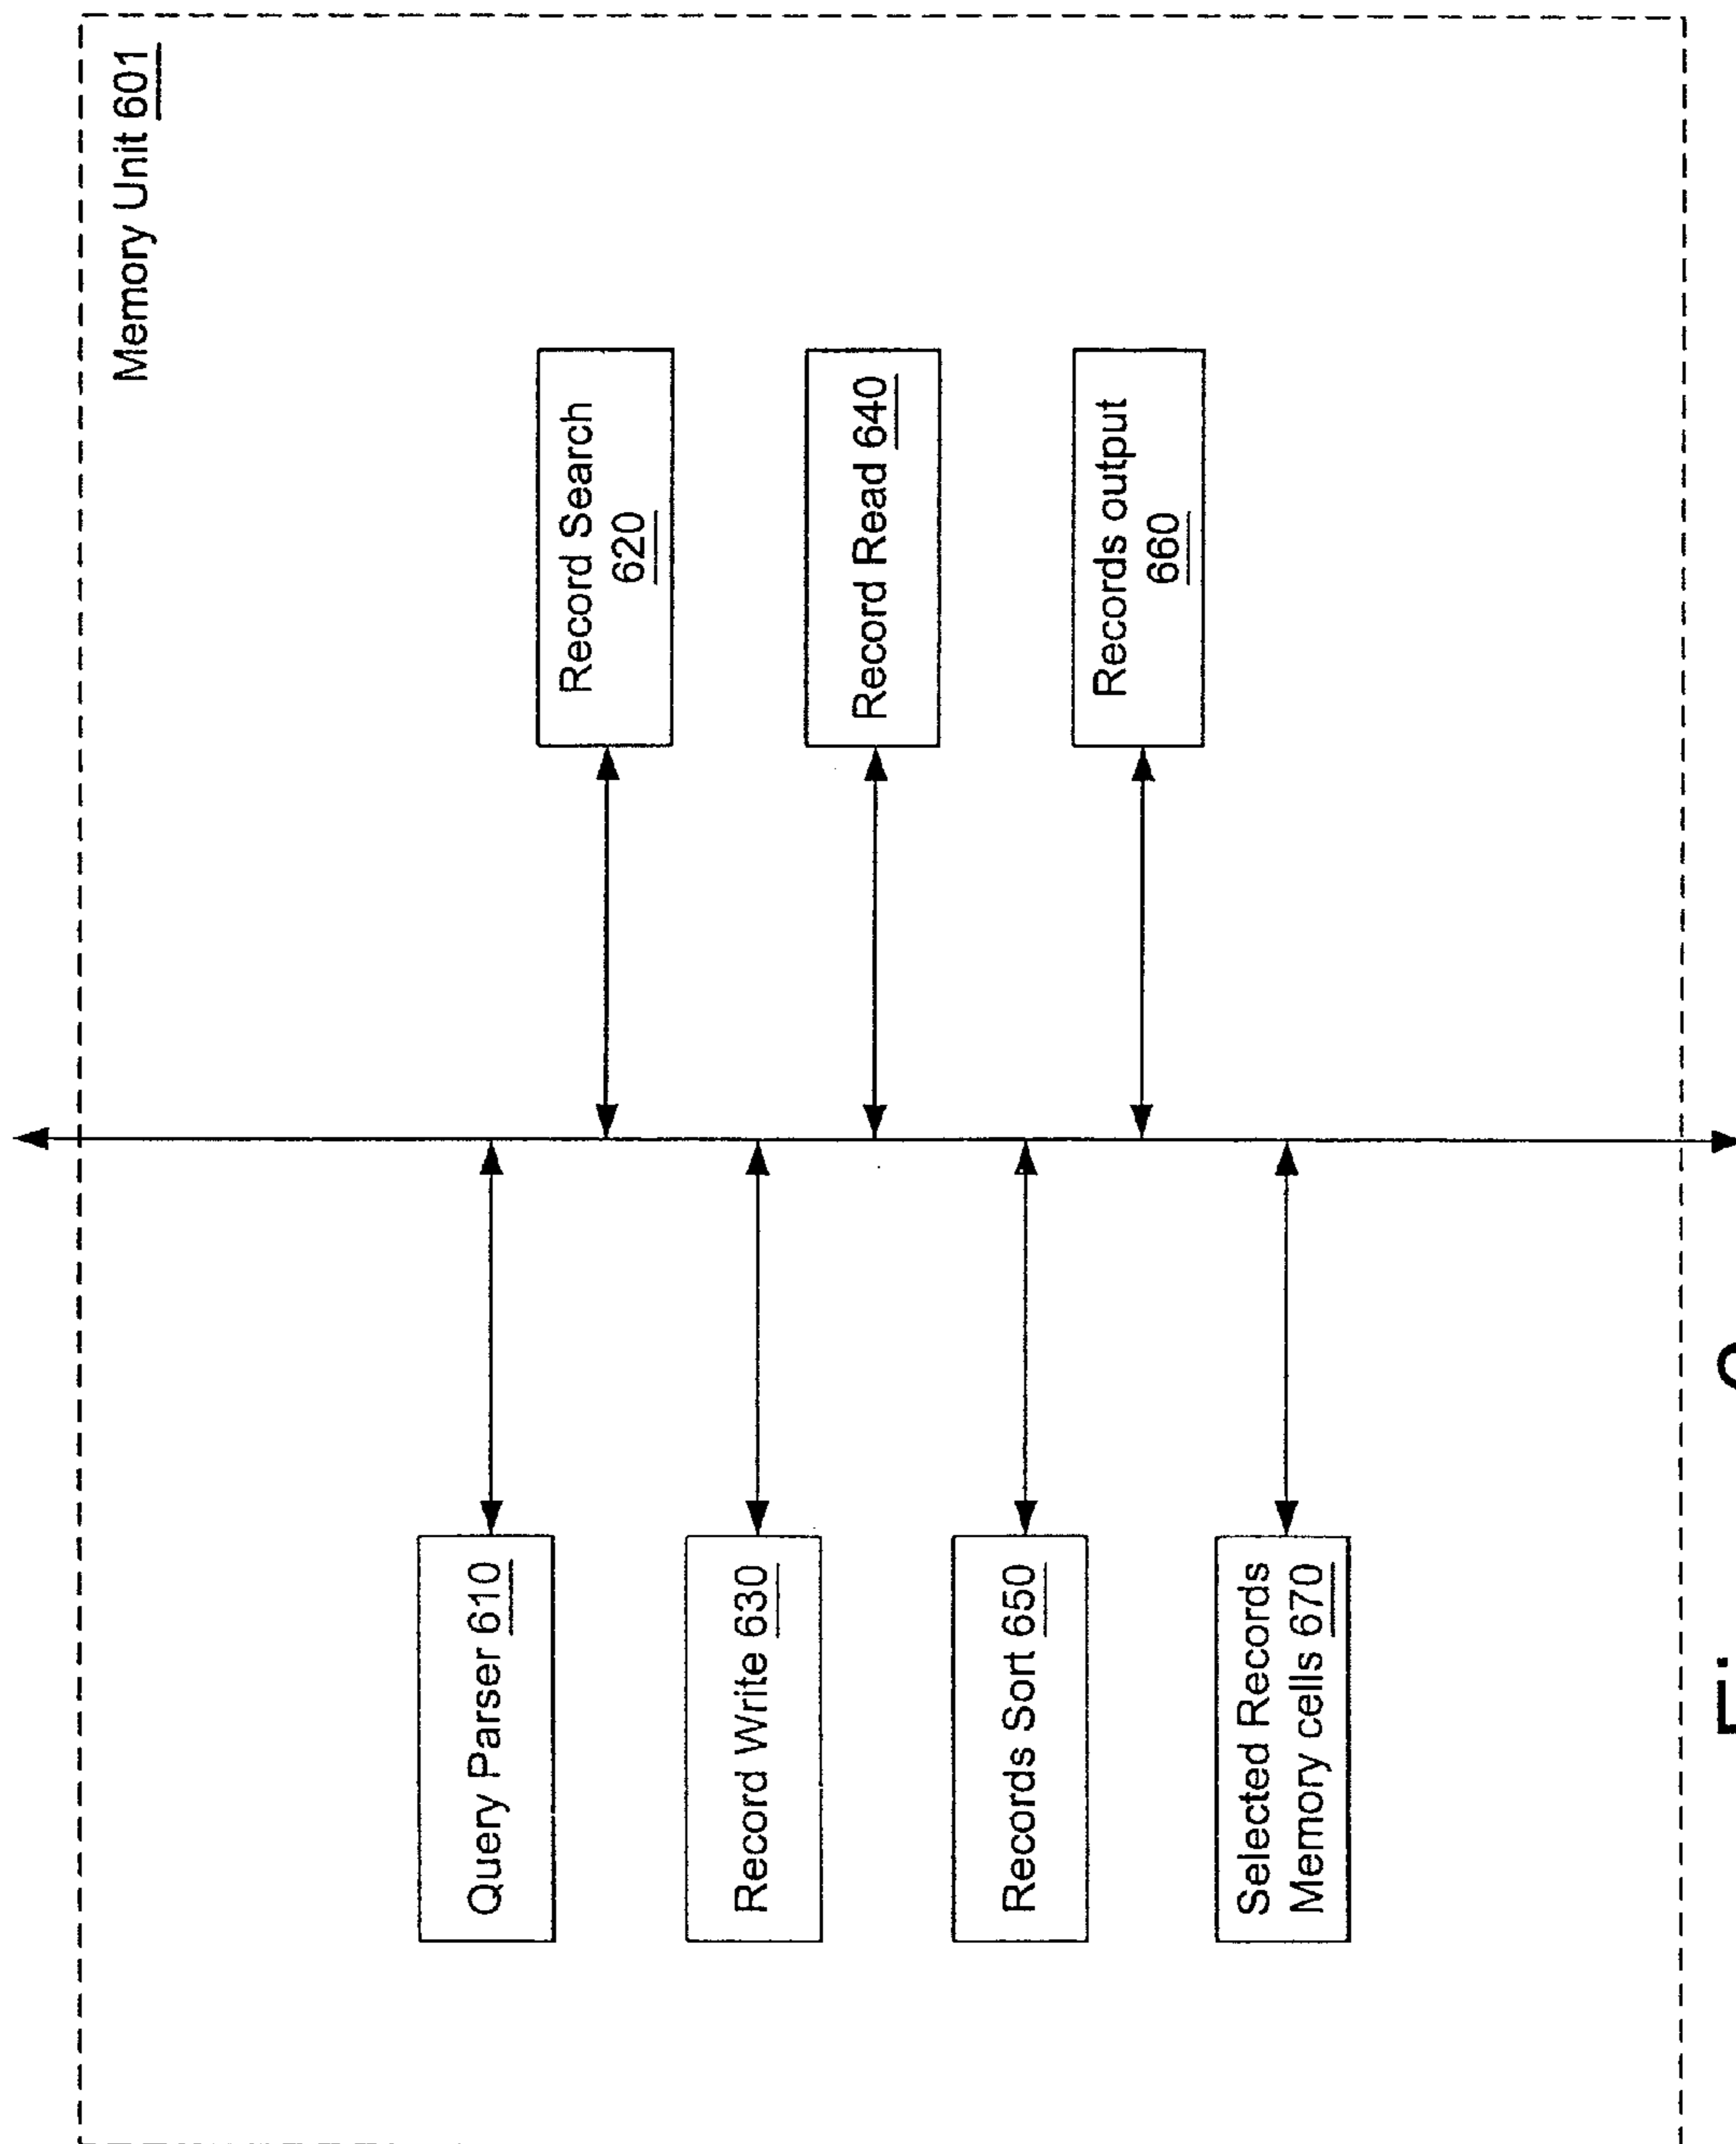 Memory Unit 601
Query Parser 610
Record Search
620
Record Write 630
Record Read 640
Records Sort 650
Records output
660
Selected Records
Memory cells 670